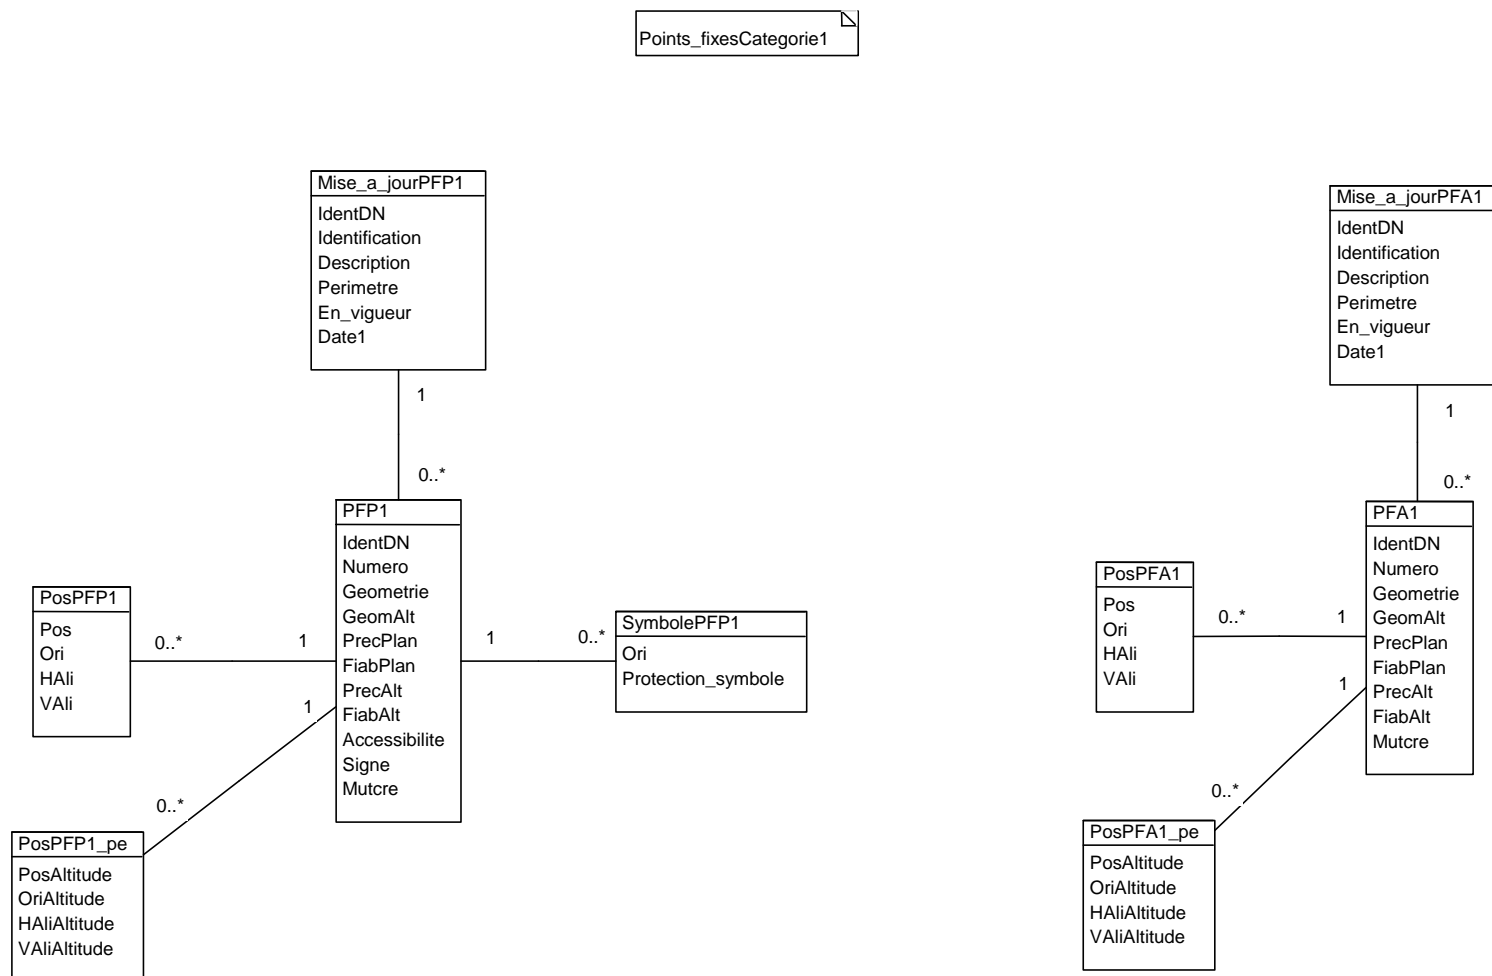 Points_fixesCategorie1
Mise_a_jourPFP1
IdentDN
Identification
Description
Perimetre
En_vigueur
Date1
1
0..*
PFP1
IdentDN
Numero
Geometrie
GeomAlt
PrecPlan
FiabPlan
PrecAlt
FiabAlt
Accessibilite
Signe
Mutcre
PosPFP1
Pos
Ori
HAli
VAli
0..*
1
1
0..*
SymbolePFP1
Ori
Protection_symbole
1
0..*
PosPFP1_pe
PosAltitude
OriAltitude
HAliAltitude
VAliAltitude
Mise_a_jourPFA1
IdentDN
Identification
Description
Perimetre
En_vigueur
Date1
1
0..*
PFA1
IdentDN
Numero
Geometrie
GeomAlt
PrecPlan
FiabPlan
PrecAlt
FiabAlt
Mutcre
PosPFA1
Pos
Ori
HAli
VAli
0..*
1
1
0..*
PosPFA1_pe
PosAltitude
OriAltitude
HAliAltitude
VAliAltitude